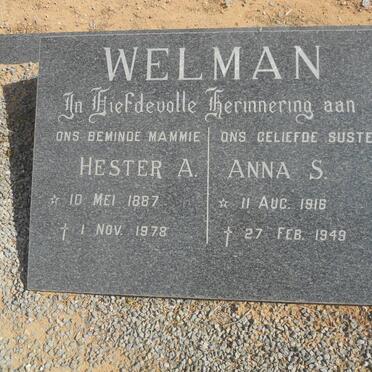 WELMAN
In Liefdevolle Herinnering aan
ONS BEMINDE MAMMIE
HESTER A.
☆ 10 MEI 1887
† 1 NOV. 1978
ONS GELIEFDE SUSTE
ANNA S.
☆ 11 AUG. 1916
† 27 FEB. 1949